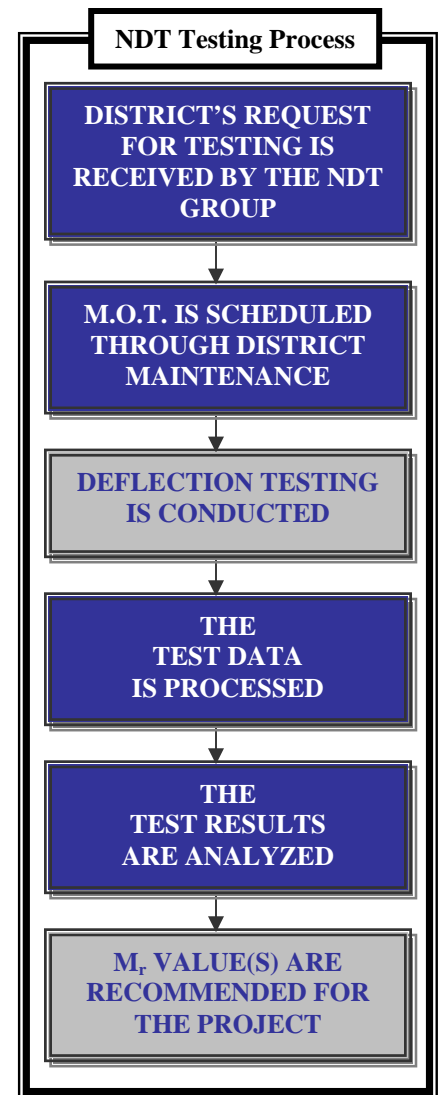 NDT Testing Process
DISTRICT’S REQUEST
FOR TESTING IS
RECEIVED BY THE NDT
GROUP
M.O.T. IS SCHEDULED
THROUGH DISTRICT
MAINTENANCE
DEFLECTION TESTING
IS CONDUCTED
THE
TEST DATA
IS PROCESSED
THE
TEST RESULTS
ARE ANALYZED
Mr VALUE(S) ARE
RECOMMENDED FOR
THE PROJECT